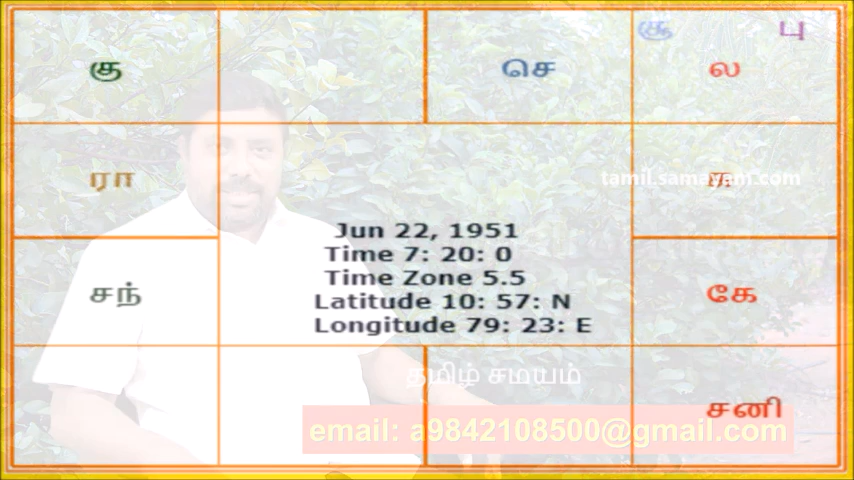 கு
செ
சூ பு
ல
ரா
tamil.samayam.com
சந்
Jun 22, 1951
Time 7: 20: 0
Time Zone 5.5
Latitude 10: 57: N
Longitude 79: 23: E
கே
தமிழ் சமயம்
சனி
email: a9842108500@gmail.com